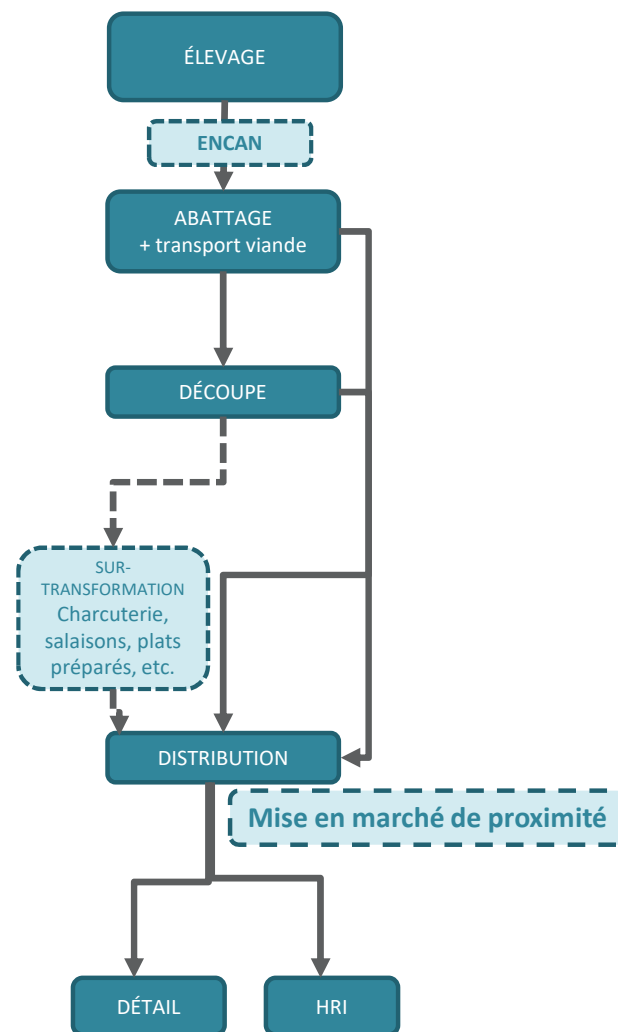 ÉLEVAGE
ENCAN
ABATTAGE
+ transport viande
DÉCOUPE
SUR-
TRANSFORMATION
Charcuterie,
salaisons, plats
préparés, etc.
DISTRIBUTION
Mise en marché de proximité
DÉTAIL
HRI